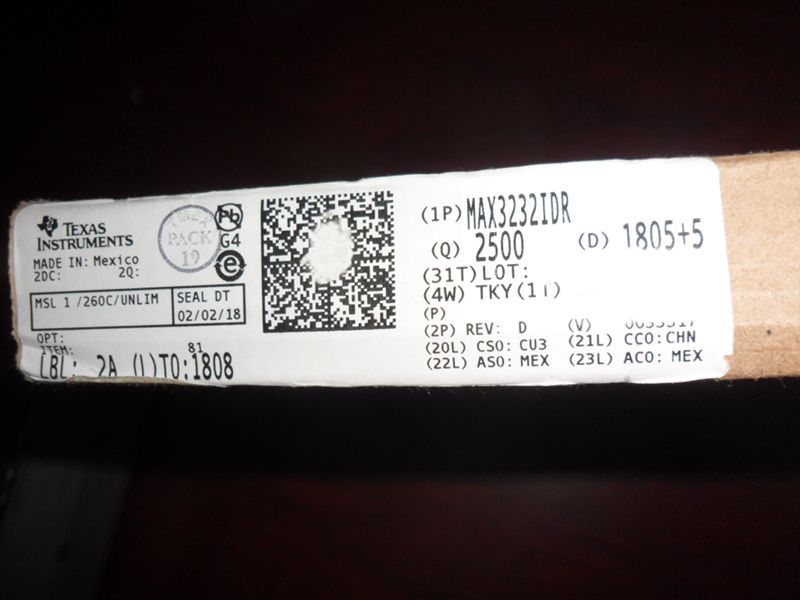 TEXAS
INSTRUMENTS
MADE IN: Mexico
2DC: 2Q:
MSL 1 /260C/UNLIM
SEAL DT
02/02/18
OPT:
ITEM:
81
LBL: 2A (L)TO:1808
PACK
19
Pb
G4
e
(1P) MAX3232IDR
(Q) 2500 (D) 1805+5
(31T)LOT:
(4W) TKY
(P)
(2P) REV: D (V)
(20L) CSO: CU3 (21L) CCO:CHN
(22L) ASO: MEX (23L) ACO: MEX